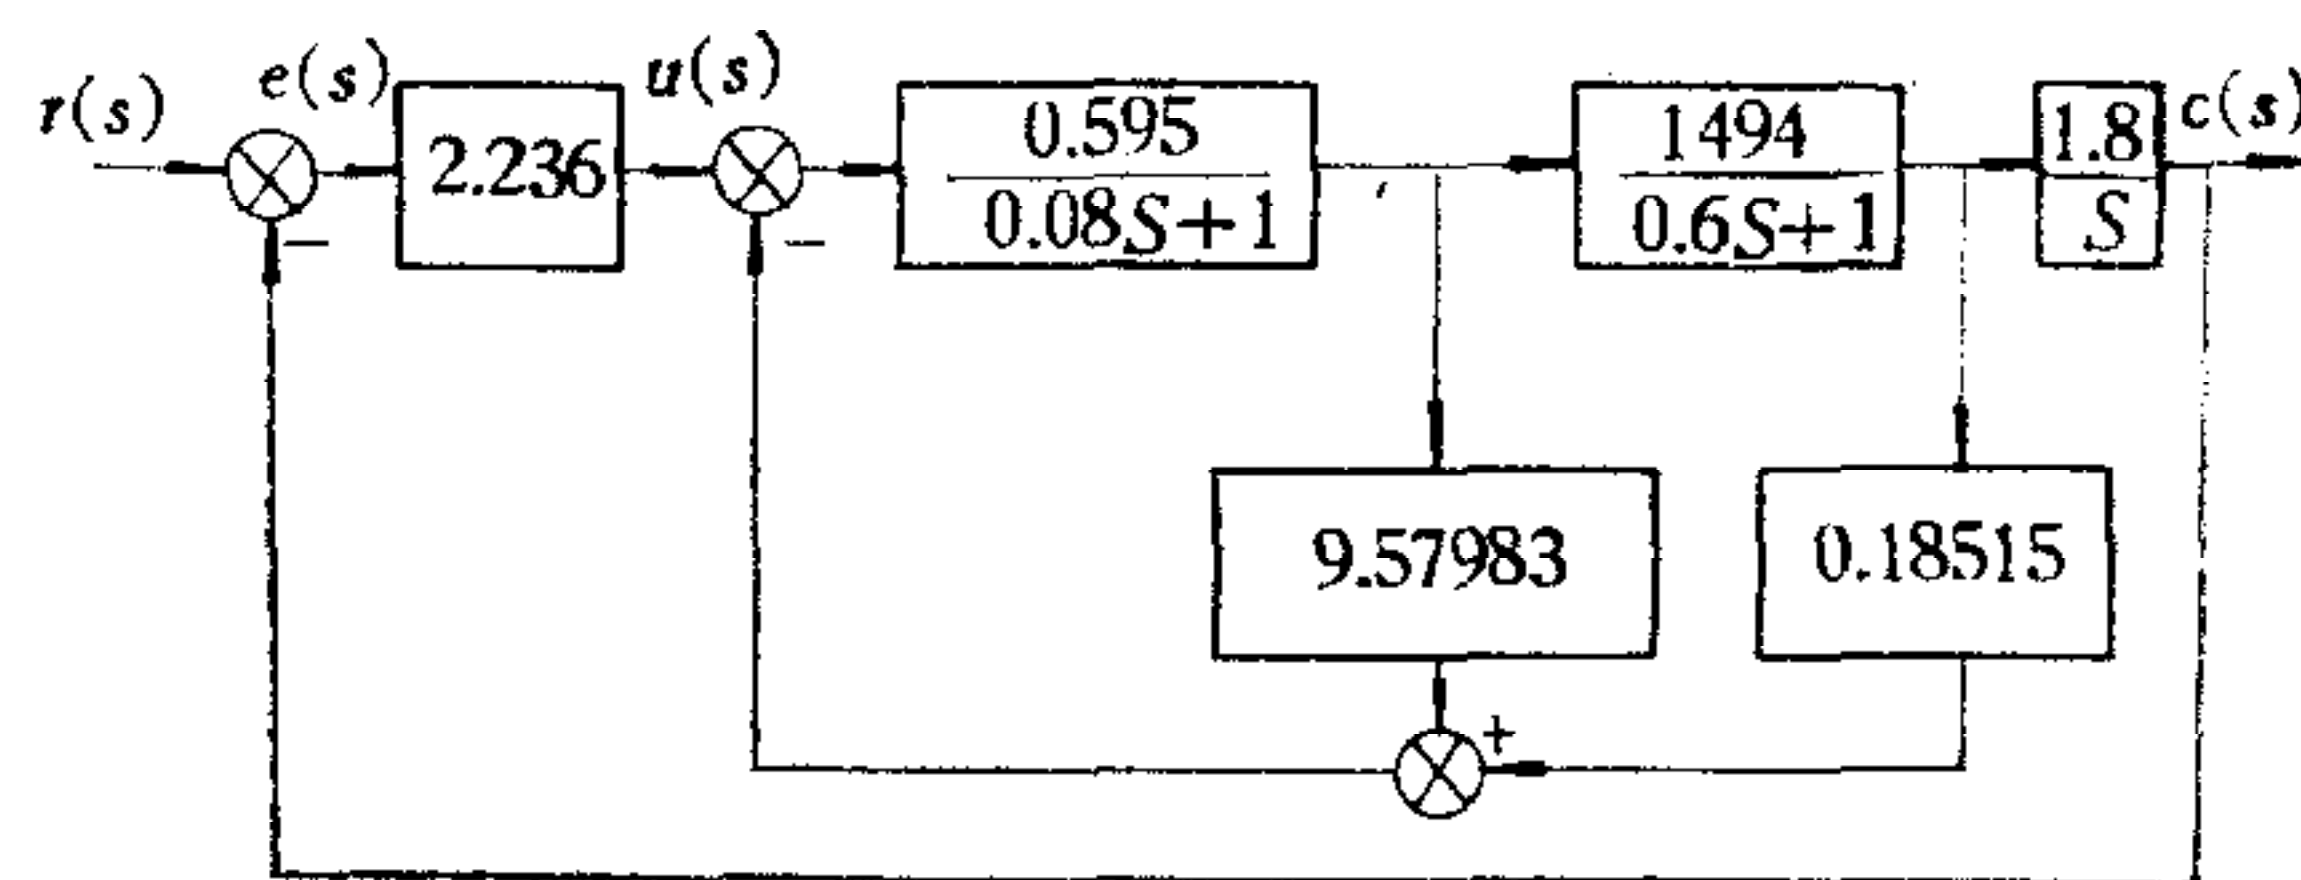 r(s)
e(s)
2.236
u(s)
0.595
0.08S+1
1494
0.6S+1
1.8
S
c(s)
−
−
9.57983
0.18515
+